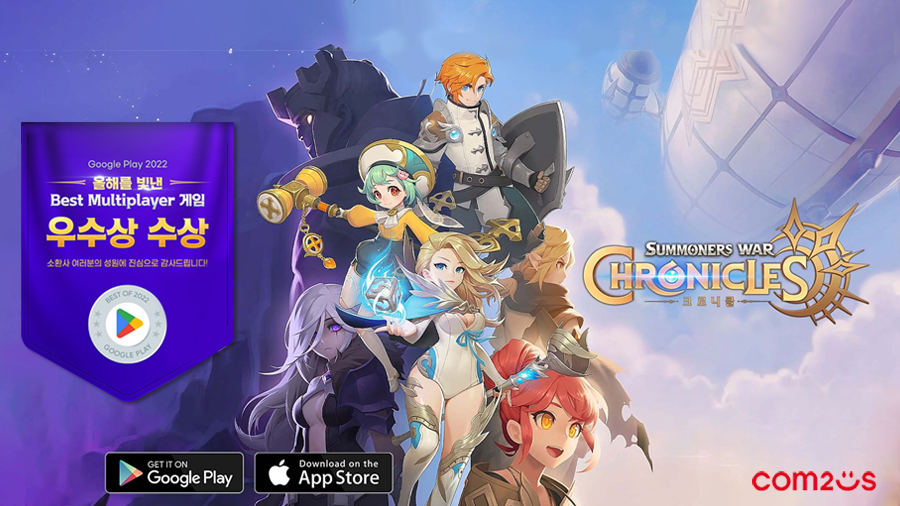 Google Play 2022
올해를 빛낸
Best Multiplayer 게임
우수상 수상
소환사 여러분의 성원에 진심으로 감사드립니다!
BEST OF 2022
GOOGLE PLAY
SUMMONERS WAR
CHRONICLES
크로니클
GET IT ON
Google Play
Download on the
App Store
com2us